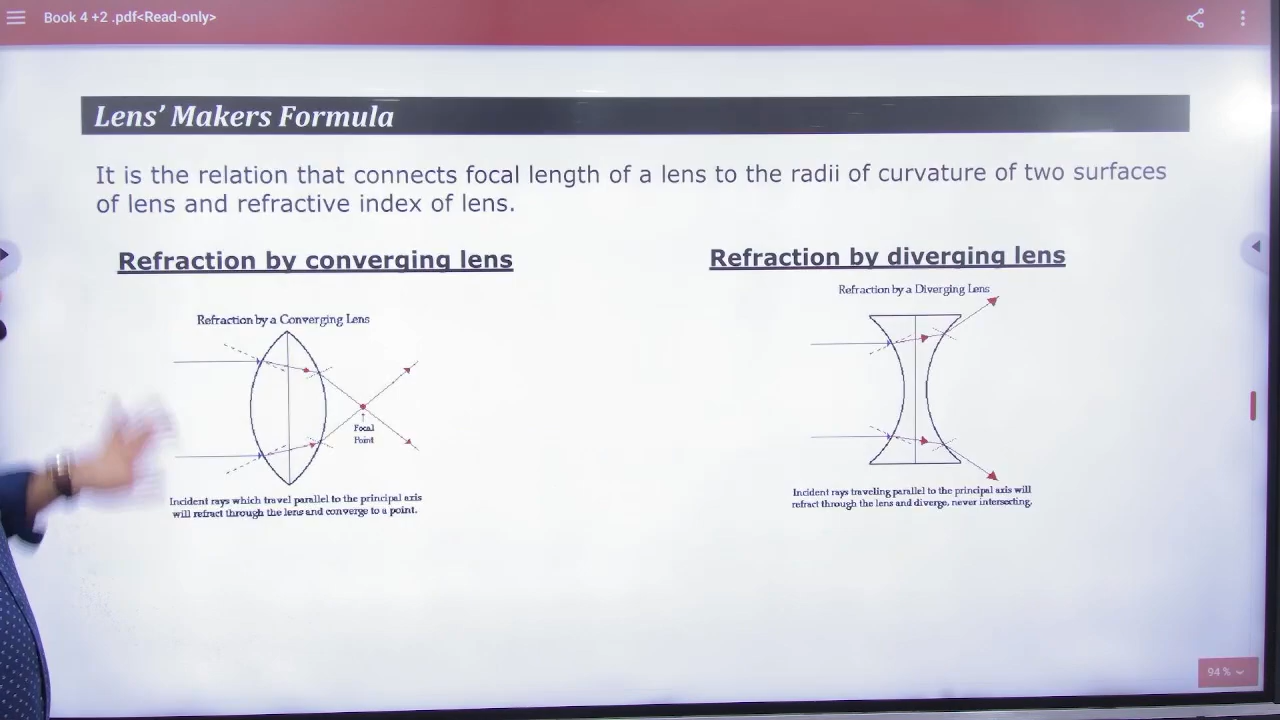 Book 4 +2 .pdf<Read-only>
Lens’ Makers Formula
It is the relation that connects focal length of a lens to the radii of curvature of two surfaces
of lens and refractive index of lens.
Refraction by converging lens
Refraction by a Converging Lens
Focal
Point
Incident rays which travel parallel to the principal axis
will refract through the lens and converge to a point.
Refraction by diverging lens
Refraction by a Diverging Lens
Incident rays traveling parallel to the principal axis will
refract through the lens and diverge, never intersecting.
94%